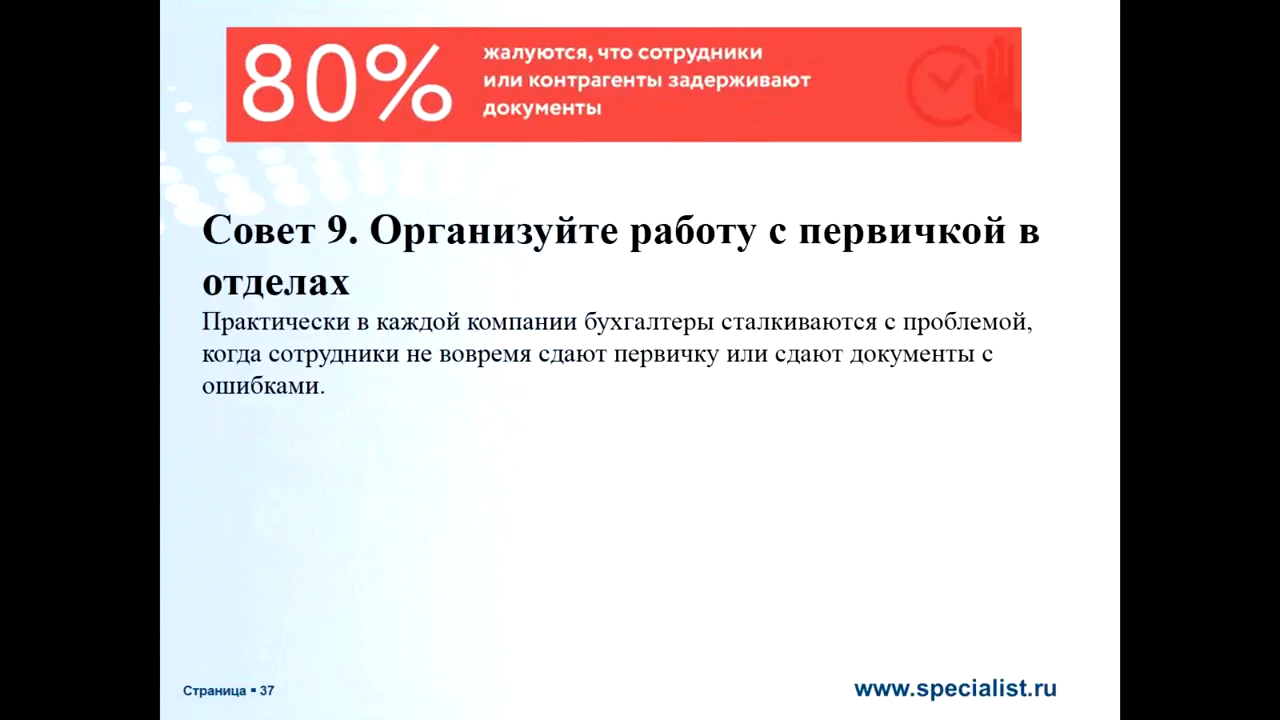 80%
жалуются, что сотрудники
или контрагенты задерживают
документы
Совет 9. Организуйте работу с первичкой в
отделах
Практически в каждой компании бухгалтеры сталкиваются с проблемой,
когда сотрудники не вовремя сдают первичку или сдают документы с
ошибками.
Страница ▪ 37
www.specialist.ru